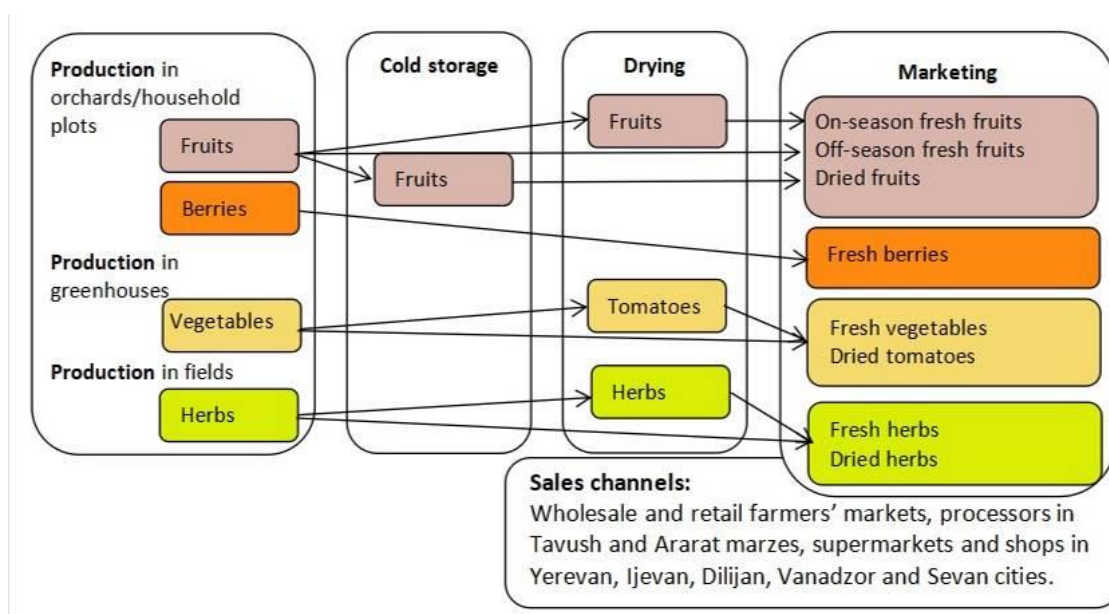 Production in
orchards/household
plots
Fruits
Berries
Production in
greenhouses
Vegetables
Production in fields
Herbs
Cold storage
Fruits
Drying
Fruits
Tomatoes
Herbs
Marketing
On-season fresh fruits
Off-season fresh fruits
Dried fruits
Fresh berries
Fresh vegetables
Dried tomatoes
Fresh herbs
Dried herbs
Sales channels:
Wholesale and retail farmers’ markets, processors in
Tavush and Ararat marzes, supermarkets and shops in
Yerevan, Ijevan, Dilijan, Vanadzor and Sevan cities.